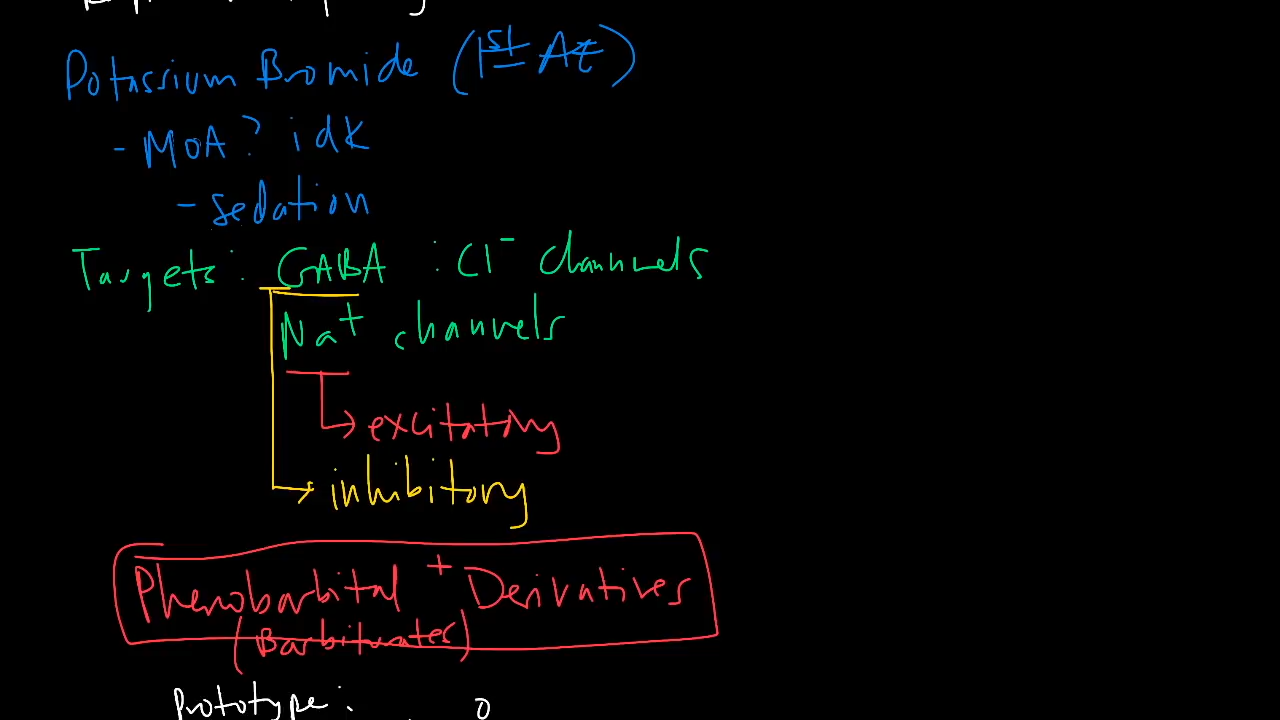 Potassium Bromide (1st AE)
- MOA? idk
- sedation
Targets: GABA : Cl⁻ channels
Na⁺ channels
→ excitatory
→ inhibitory
Phenobarbital + Derivatives
(Barbiturates)
Prototype: